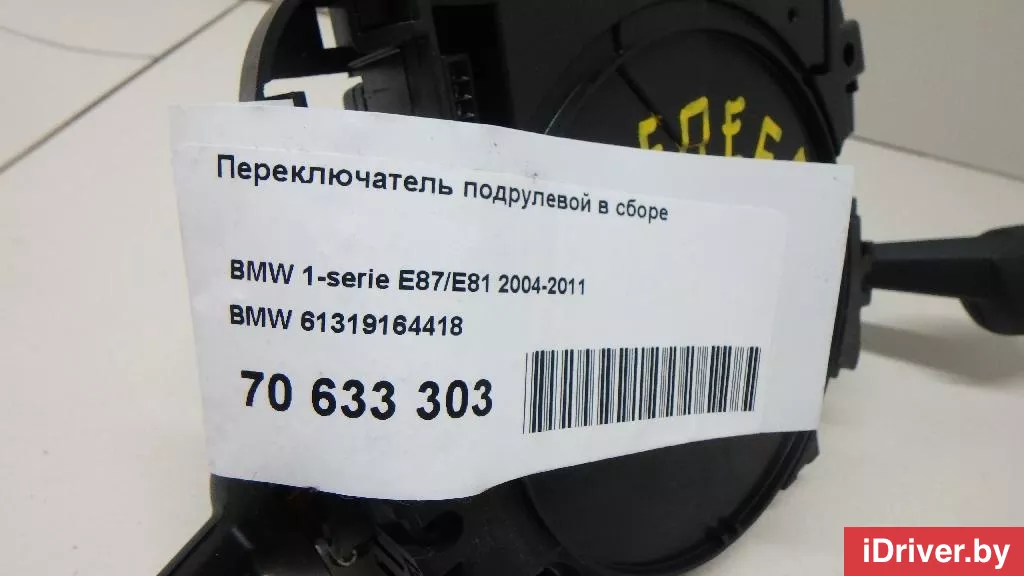 Переключатель подрулевой в сборе
BMW 1-serie E87/E81 2004-2011
BMW 61319164418
70 633 303
iDriver.by